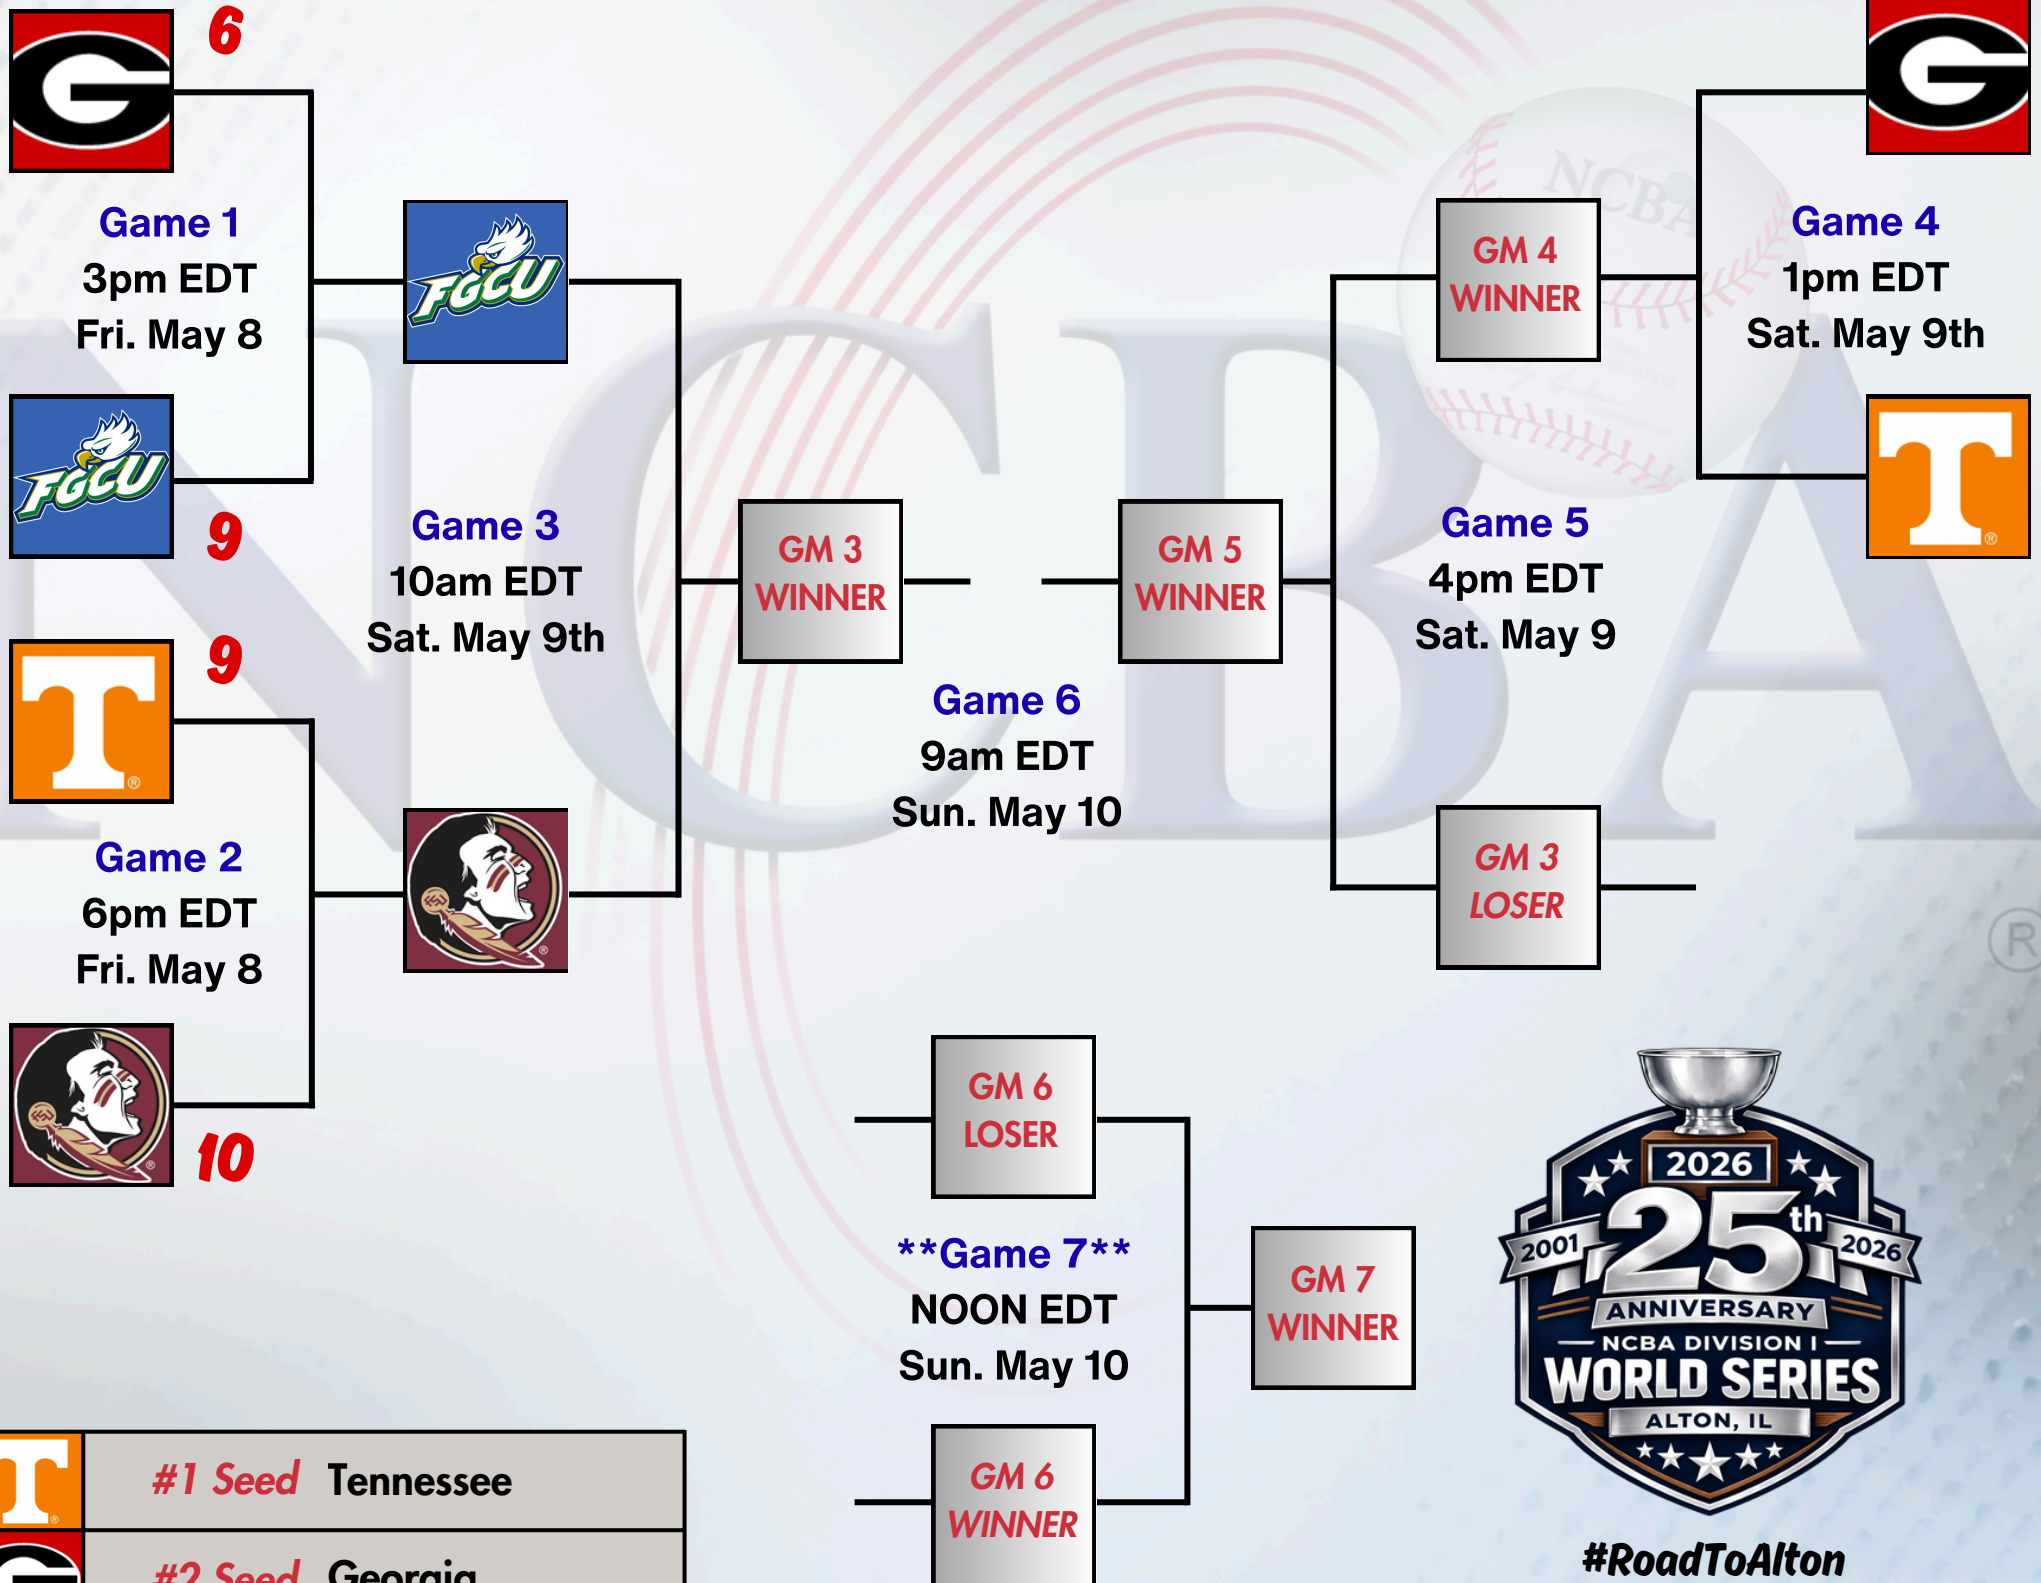 6
Game 1
3pm EDT
Fri. May 8
FGCU
9
FGCU
Game 3
10am EDT
Sat. May 9th
9
T
®
Game 2
6pm EDT
Fri. May 8
®
®
10
GM 3
WINNER
Game 6
9am EDT
Sun. May 10
GM 5
WINNER
GM 4
WINNER
Game 5
4pm EDT
Sat. May 9
GM 3
LOSER
G
G
Game 4
1pm EDT
Sat. May 9th
T
®
NCBA
NCBA
®
GM 6
LOSER
**Game 7**
NOON EDT
Sun. May 10
GM 6
WINNER
GM 7
WINNER
T
®
#1 Seed Tennessee
#2 Seed Georgia
2026
25th
2001
2026
ANNIVERSARY
NCBA DIVISION I
WORLD SERIES
ALTON, IL
#RoadToAlton